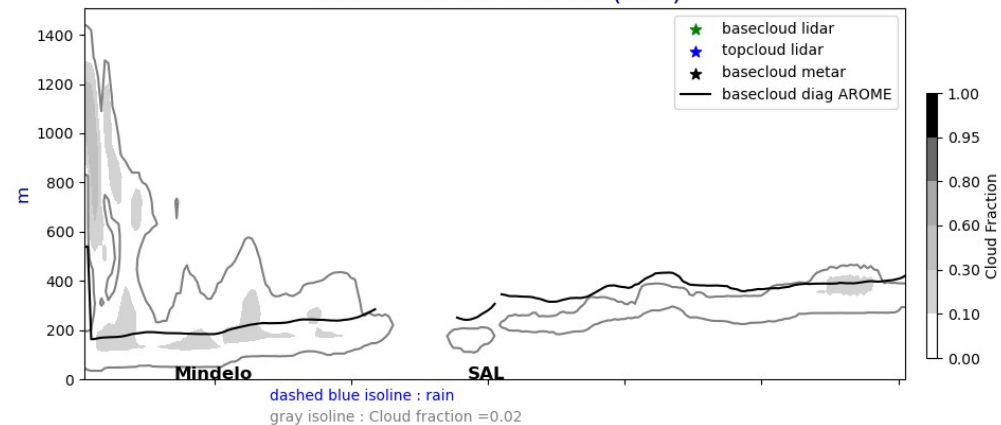 1400
1200
1000
800
600
400
200
0
m
basecloud lidar
topcloud lidar
basecloud metar
basecloud diag AROME
1.00
0.95
0.80
0.60
0.30
0.10
0.00
Cloud Fraction
Mindelo
SAL
dashed blue isoline : rain
gray isoline : Cloud fraction =0.02